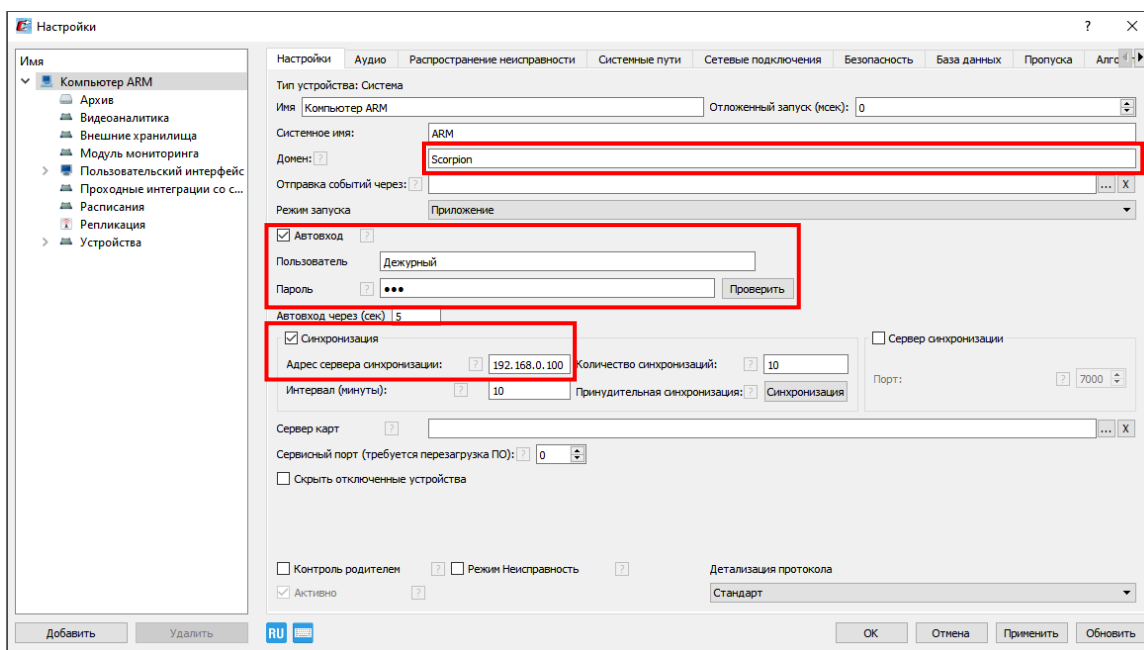 Настройки ? X
Имя
Компьютер ARM
Архив
Видеоаналитика
Внешние хранилища
Модуль мониторинга
Пользовательский интерфейс
Проходные интеграции со с...
Расписания
Репликация
Устройства
Добавить Удалить
Настройки Аудио Распространение неисправности Системные пути Сетевые подключения Безопасность База данных Пропуска
Тип устройства: Система
Имя Компьютер ARM Отложенный запуск (мсек): 0
Системное имя: ARM
Домен: ? Scorpion
Отправка событий через: ? ... X
Режим запуска Приложение
Автовход ?
Пользователь Дежурный
Пароль ? ●●● Проверить
Автовход через (сек) 5
Синхронизация Сервер синхронизации
Адрес сервера синхронизации: ? 192.168.0.100 Количество синхронизаций: ? 10
Порт: ? 7000
Интервал (минуты): ? 10 Принудительная синхронизация: ? Синхронизация
Сервер карт ? ... X
Сервисный порт (требуется перезагрузка ПО): ? 0
Скрыть отключенные устройства
Контроль родителем ? Режим Неисправность ? Детализация протокола
Активно ? Стандарт
RU OK Отмена Применить Обновить